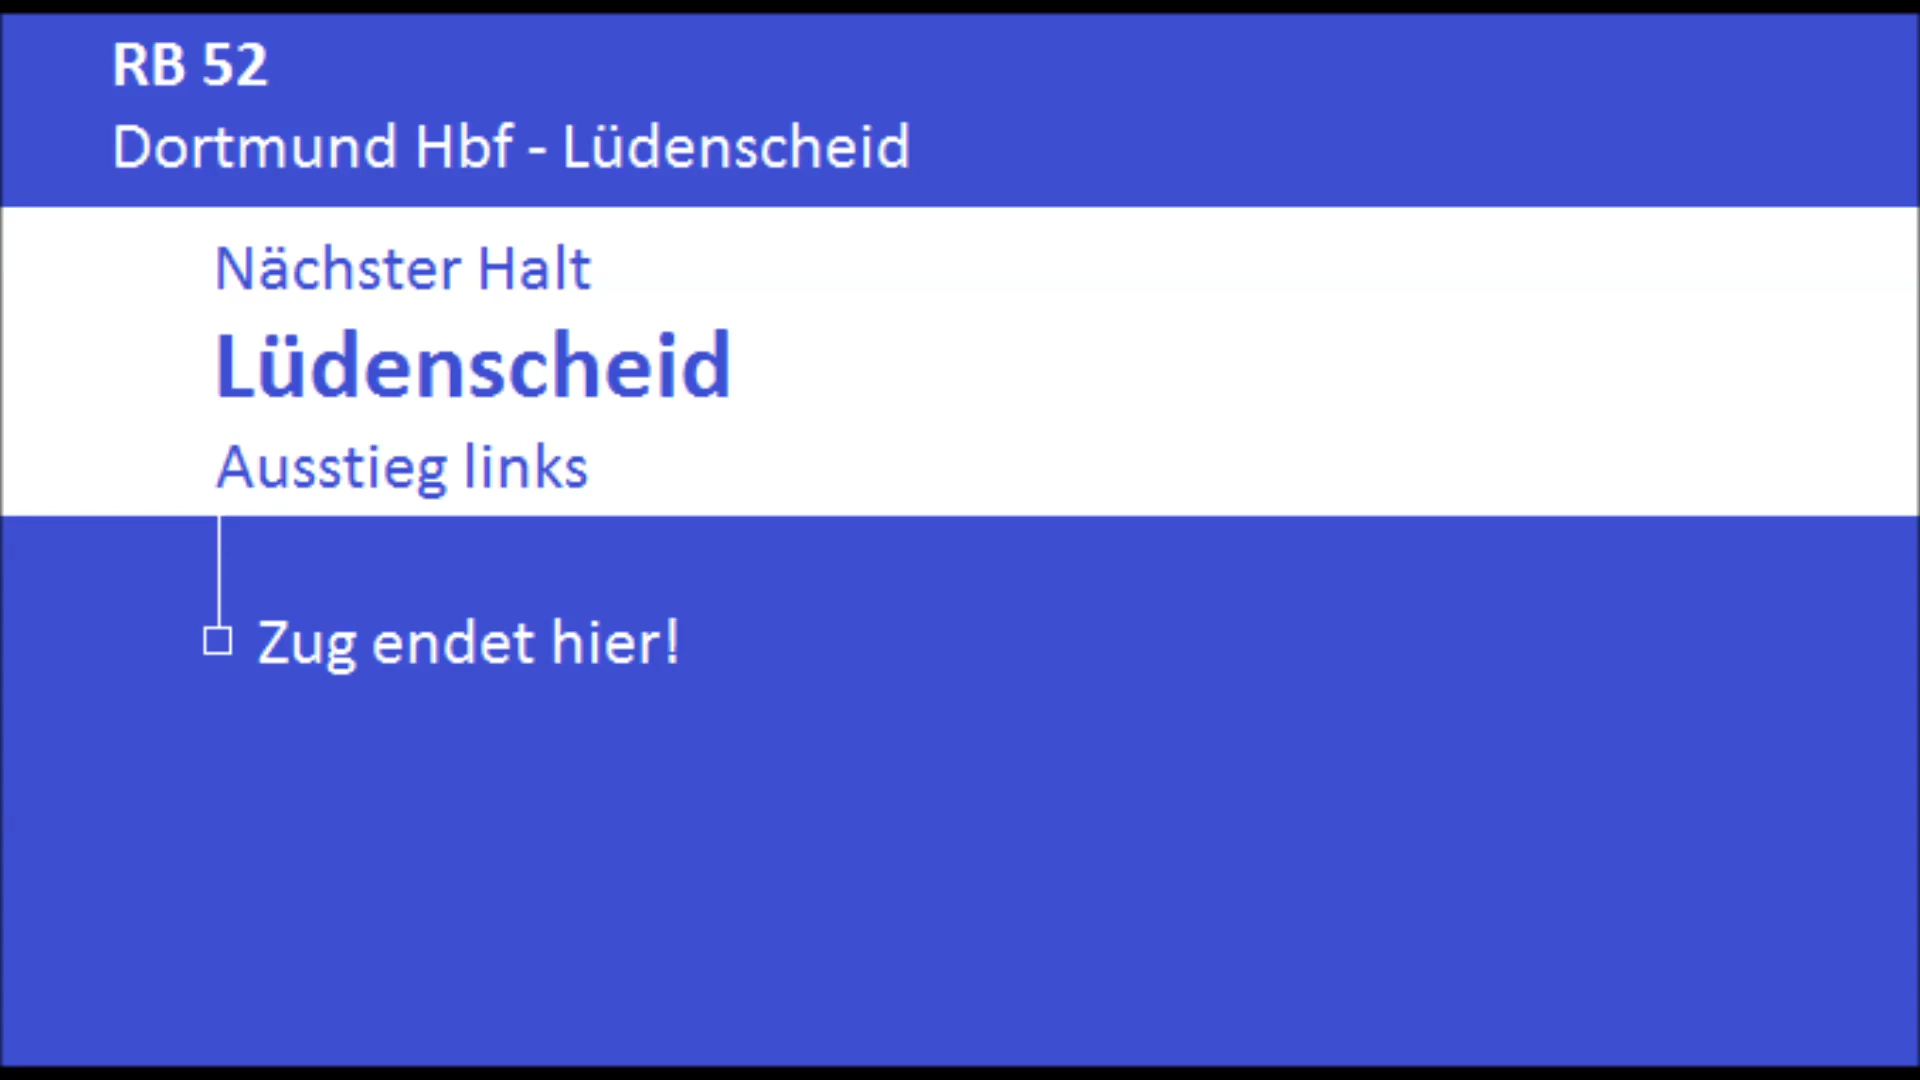 RB 52
Dortmund Hbf - Lüdenscheid
Nächster Halt
Lüdenscheid
Ausstieg links
Zug endet hier!